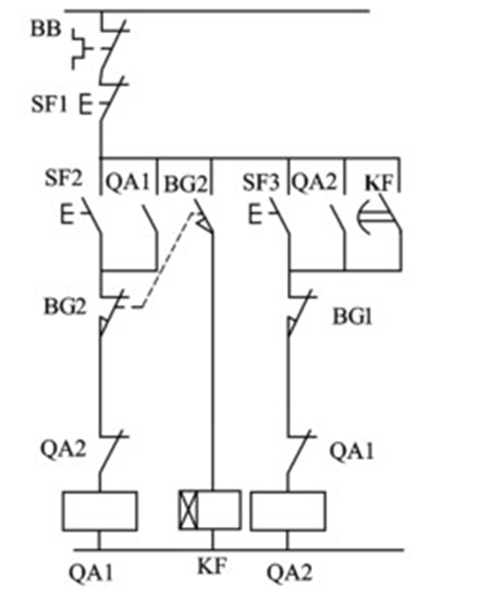 BB
SF1
SF2 QA1 BG2 SF3 QA2 KF
BG2 BG1
QA2 QA1
QA1 KF QA2